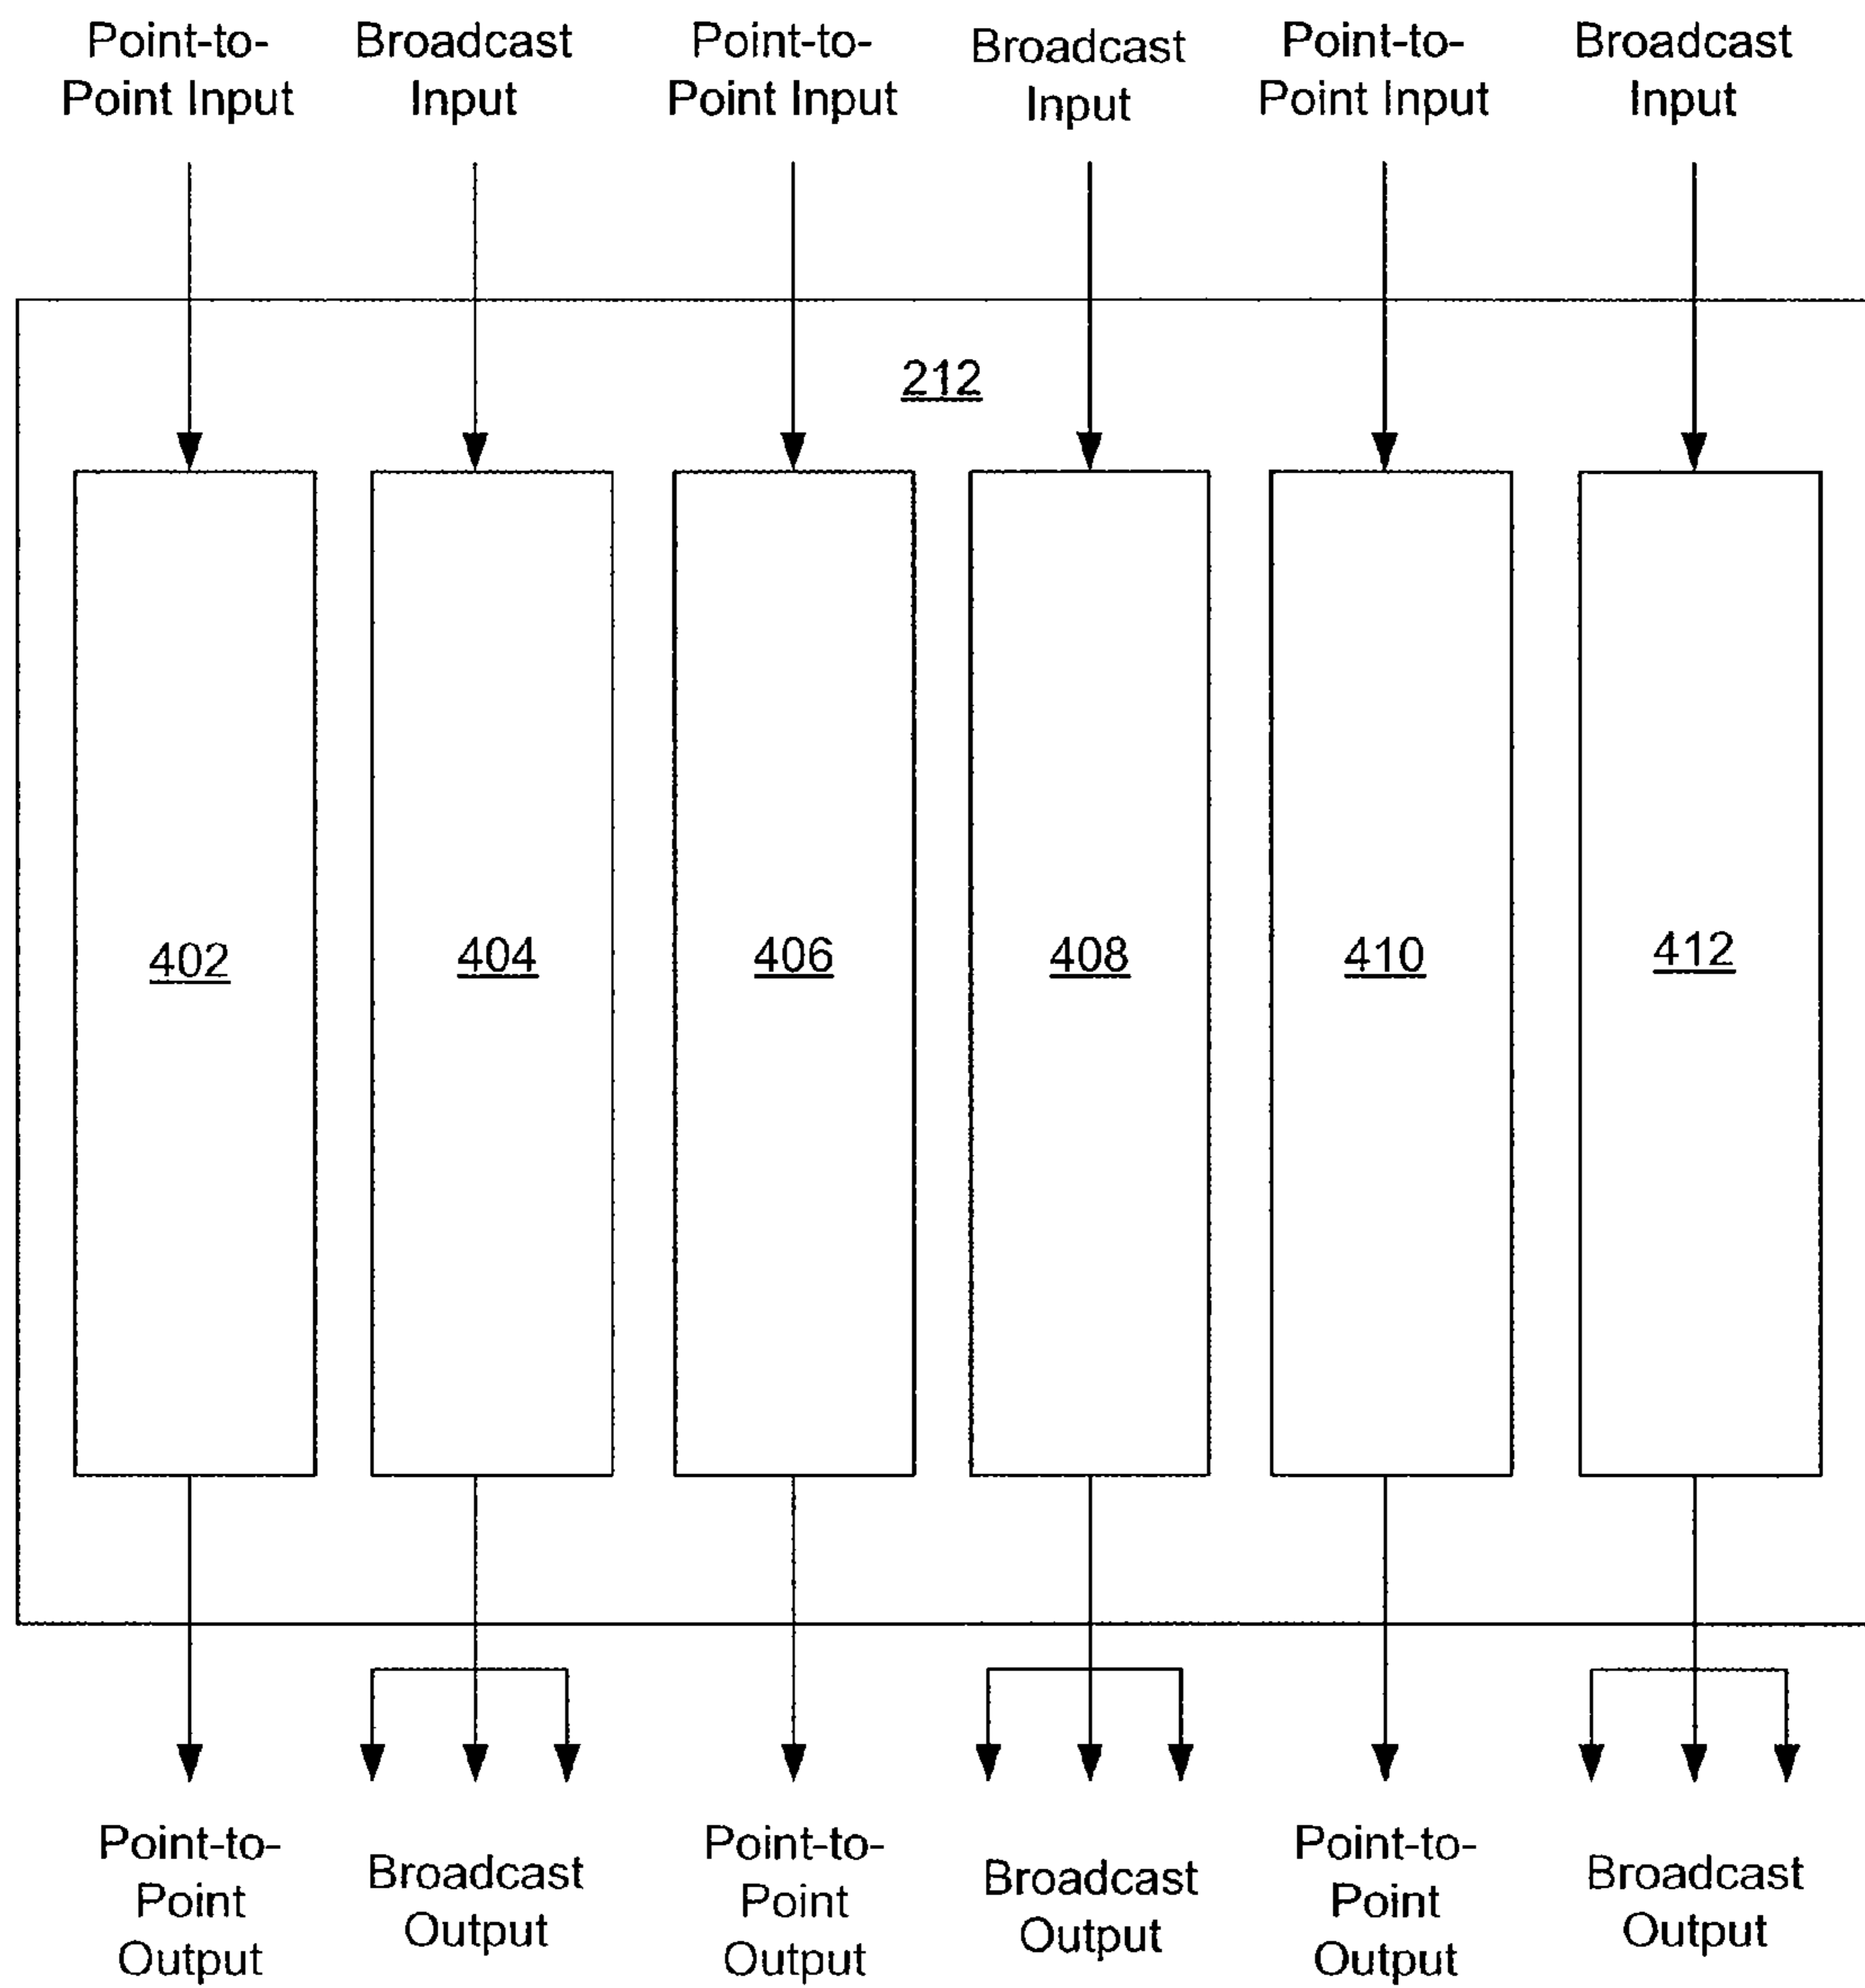 Point-to-
Point Input
Broadcast
Input
Point-to-
Point Input
Broadcast
Input
Point-to-
Point Input
Broadcast
Input
212
402
404
406
408
410
412
Point-to-
Point
Output
Broadcast
Output
Point-to-
Point
Output
Broadcast
Output
Point-to-
Point
Output
Broadcast
Output